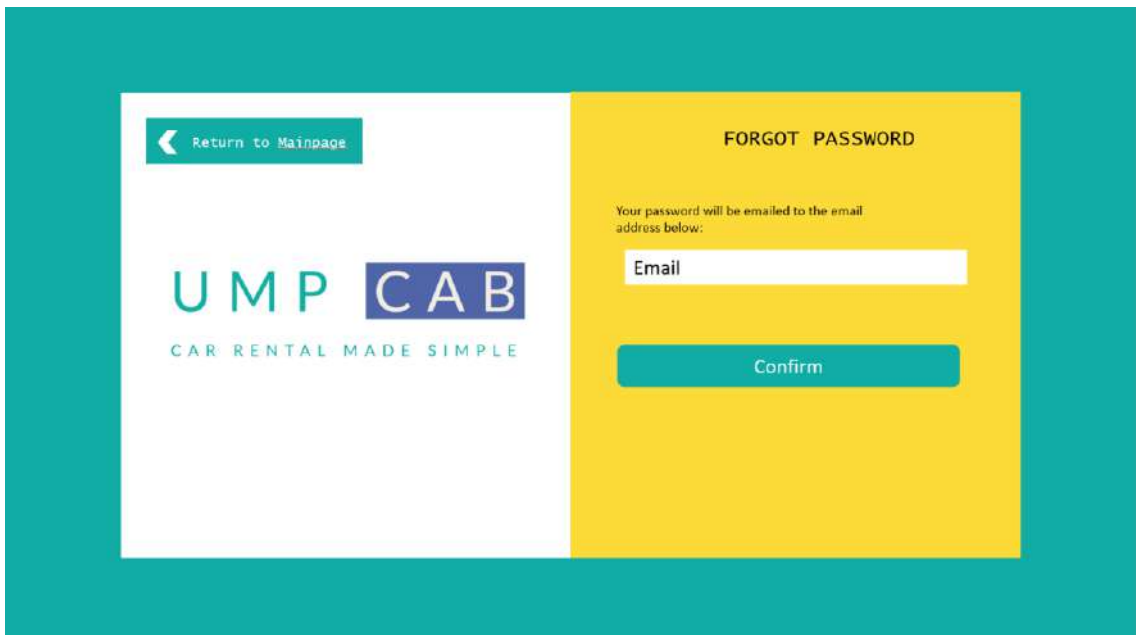 Return to Mainpage
UMP CAB
CAR RENTAL MADE SIMPLE
FORGOT PASSWORD
Your password will be emailed to the email
address below:
Email
Confirm